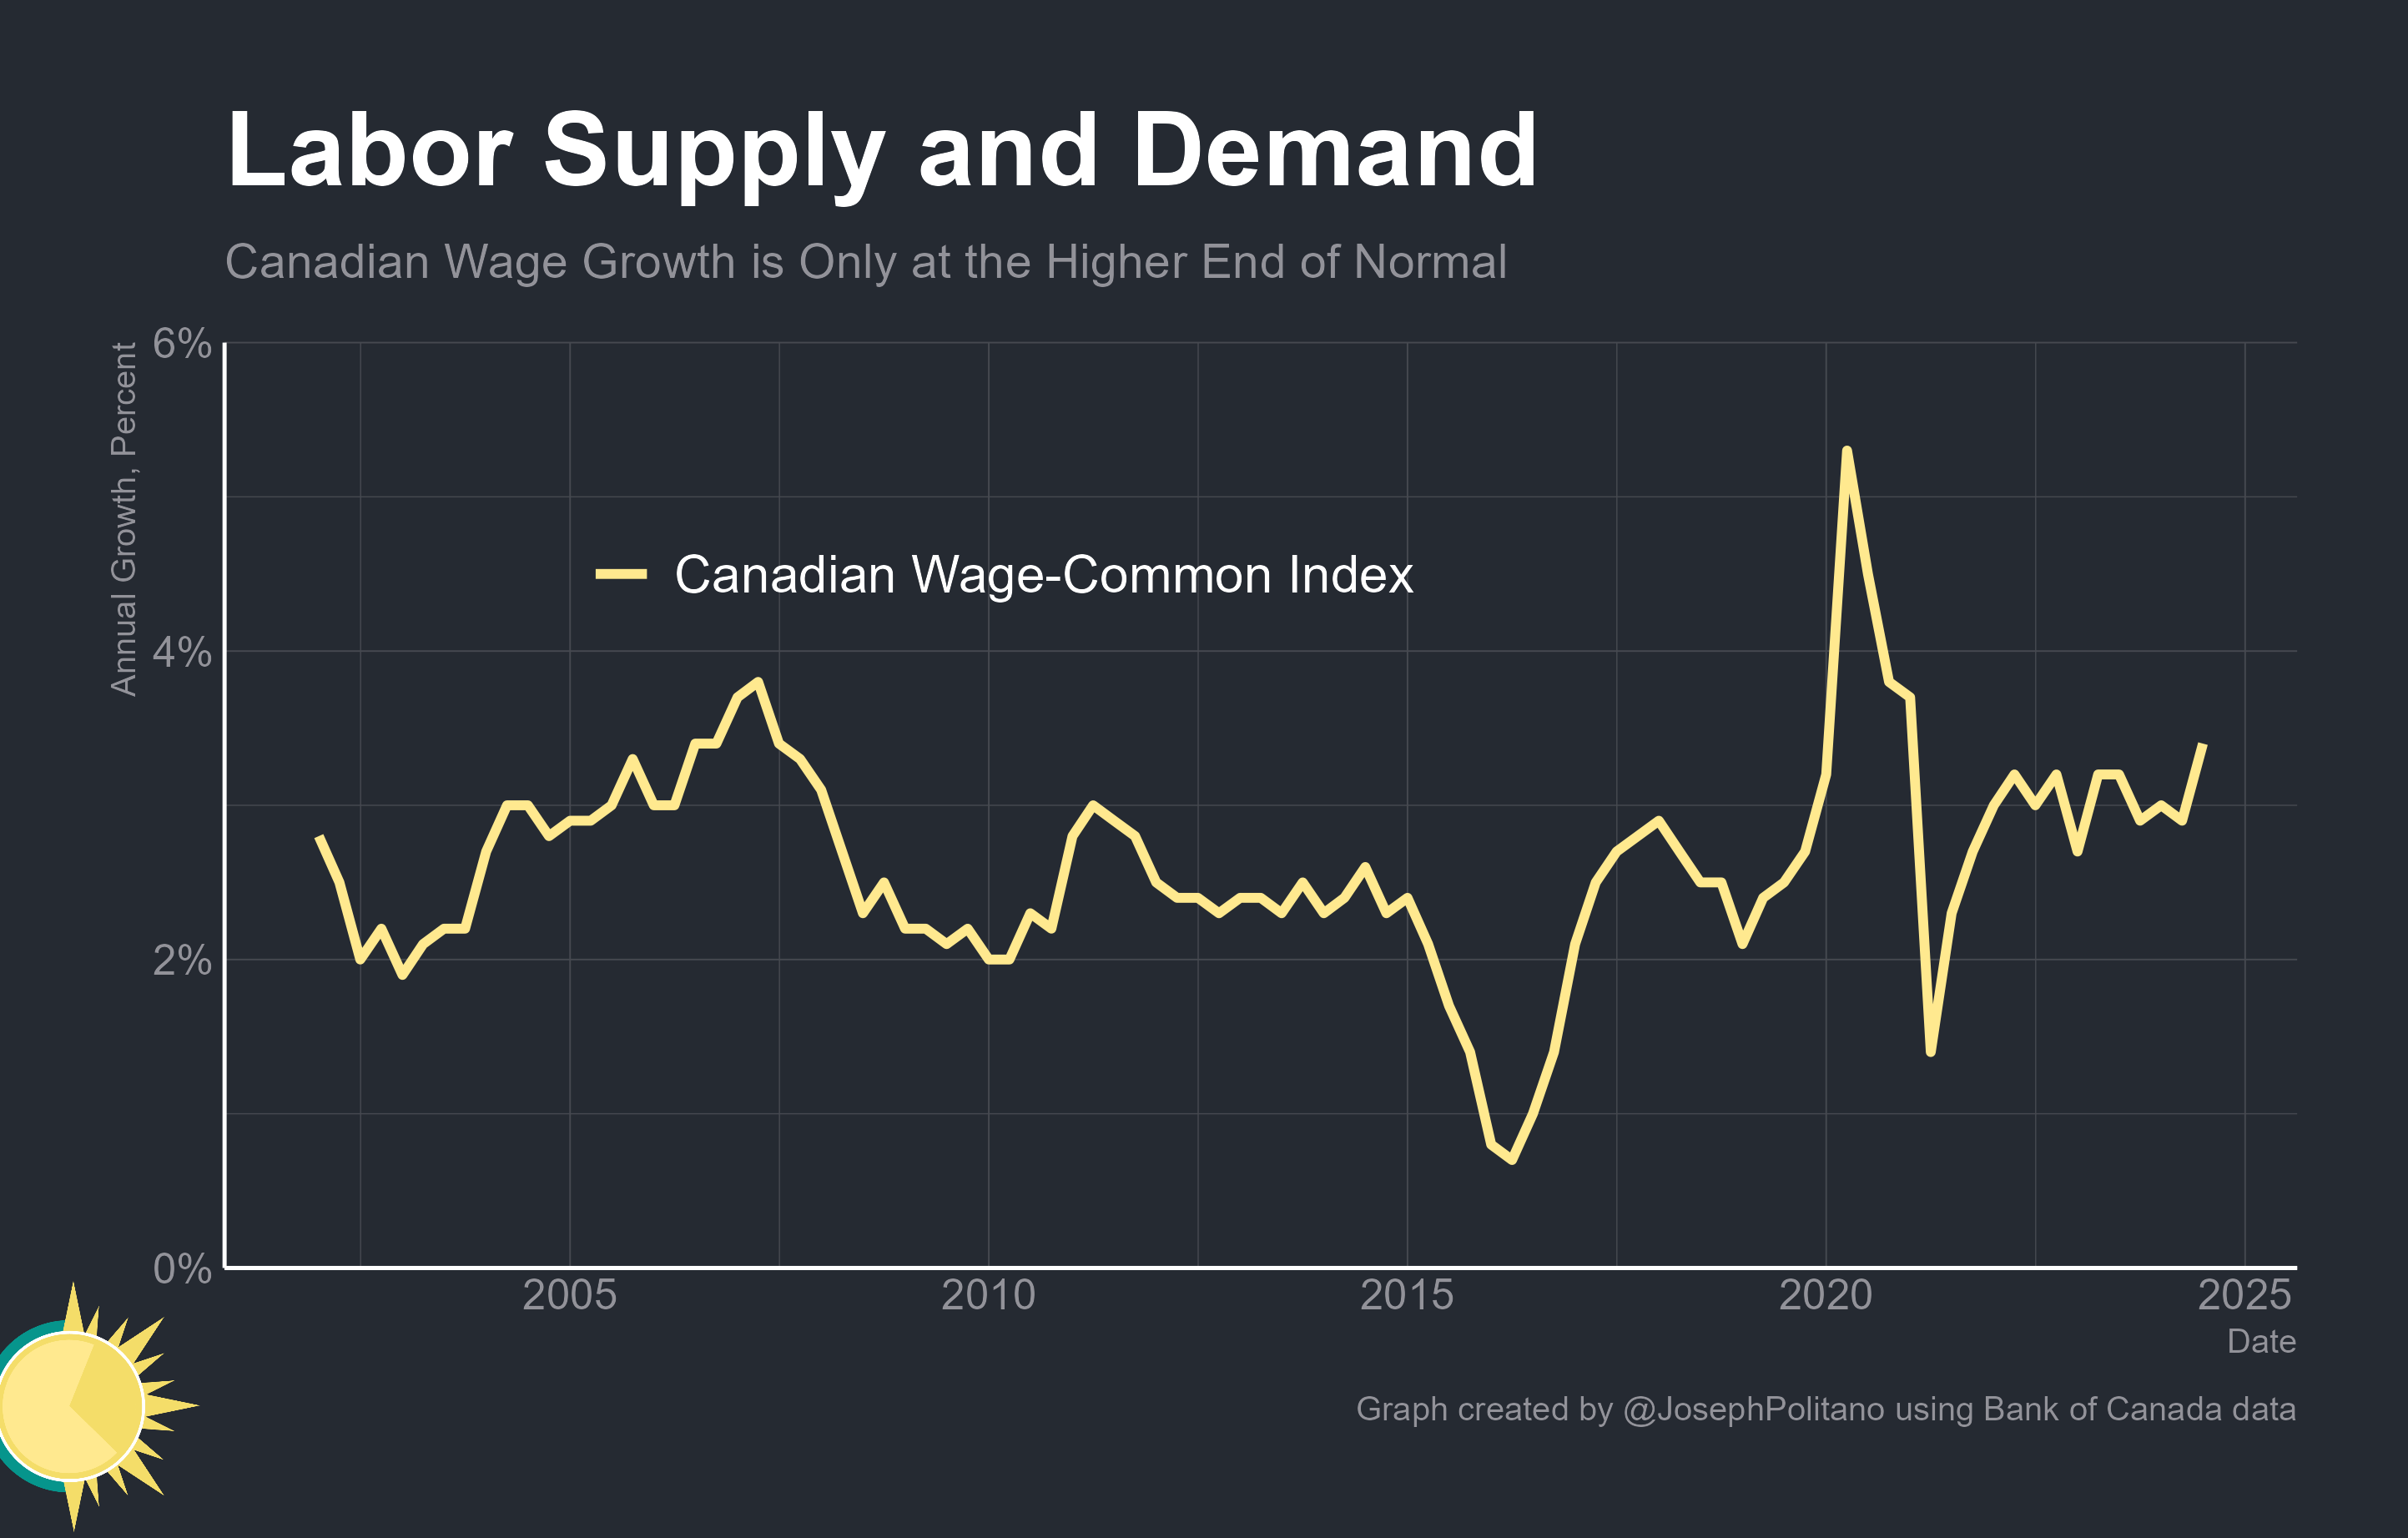 Labor Supply and Demand
Canadian Wage Growth is Only at the Higher End of Normal
Annual Growth, Percent
6%
4%
2%
0%
Canadian Wage-Common Index
2005
2010
2015
2020
2025
Date
Graph created by @JosephPolitano using Bank of Canada data